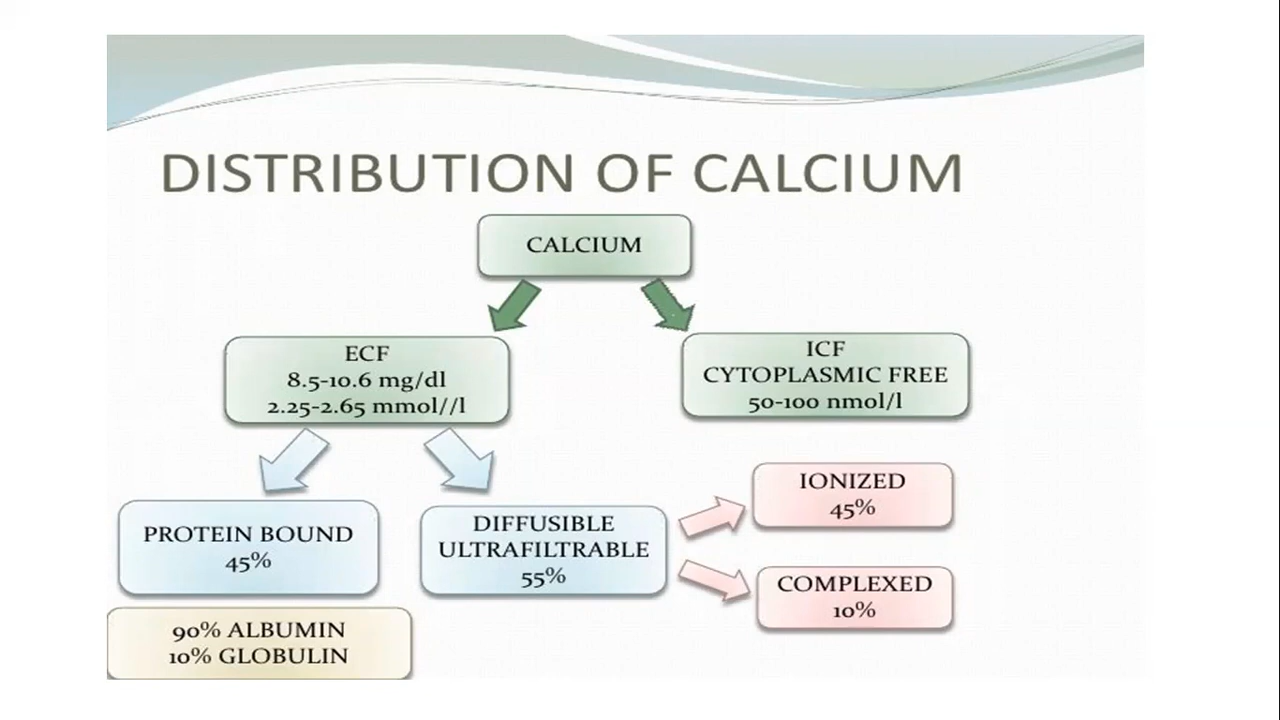 DISTRIBUTION OF CALCIUM
CALCIUM
ECF
8.5-10.6 mg/dl
2.25-2.65 mmol//l
ICF
CYTOPLASMIC FREE
50-100 nmol/l
PROTEIN BOUND
45%
DIFFUSIBLE
ULTRAFILTRABLE
55%
IONIZED
45%
COMPLEXED
10%
90% ALBUMIN
10% GLOBULIN